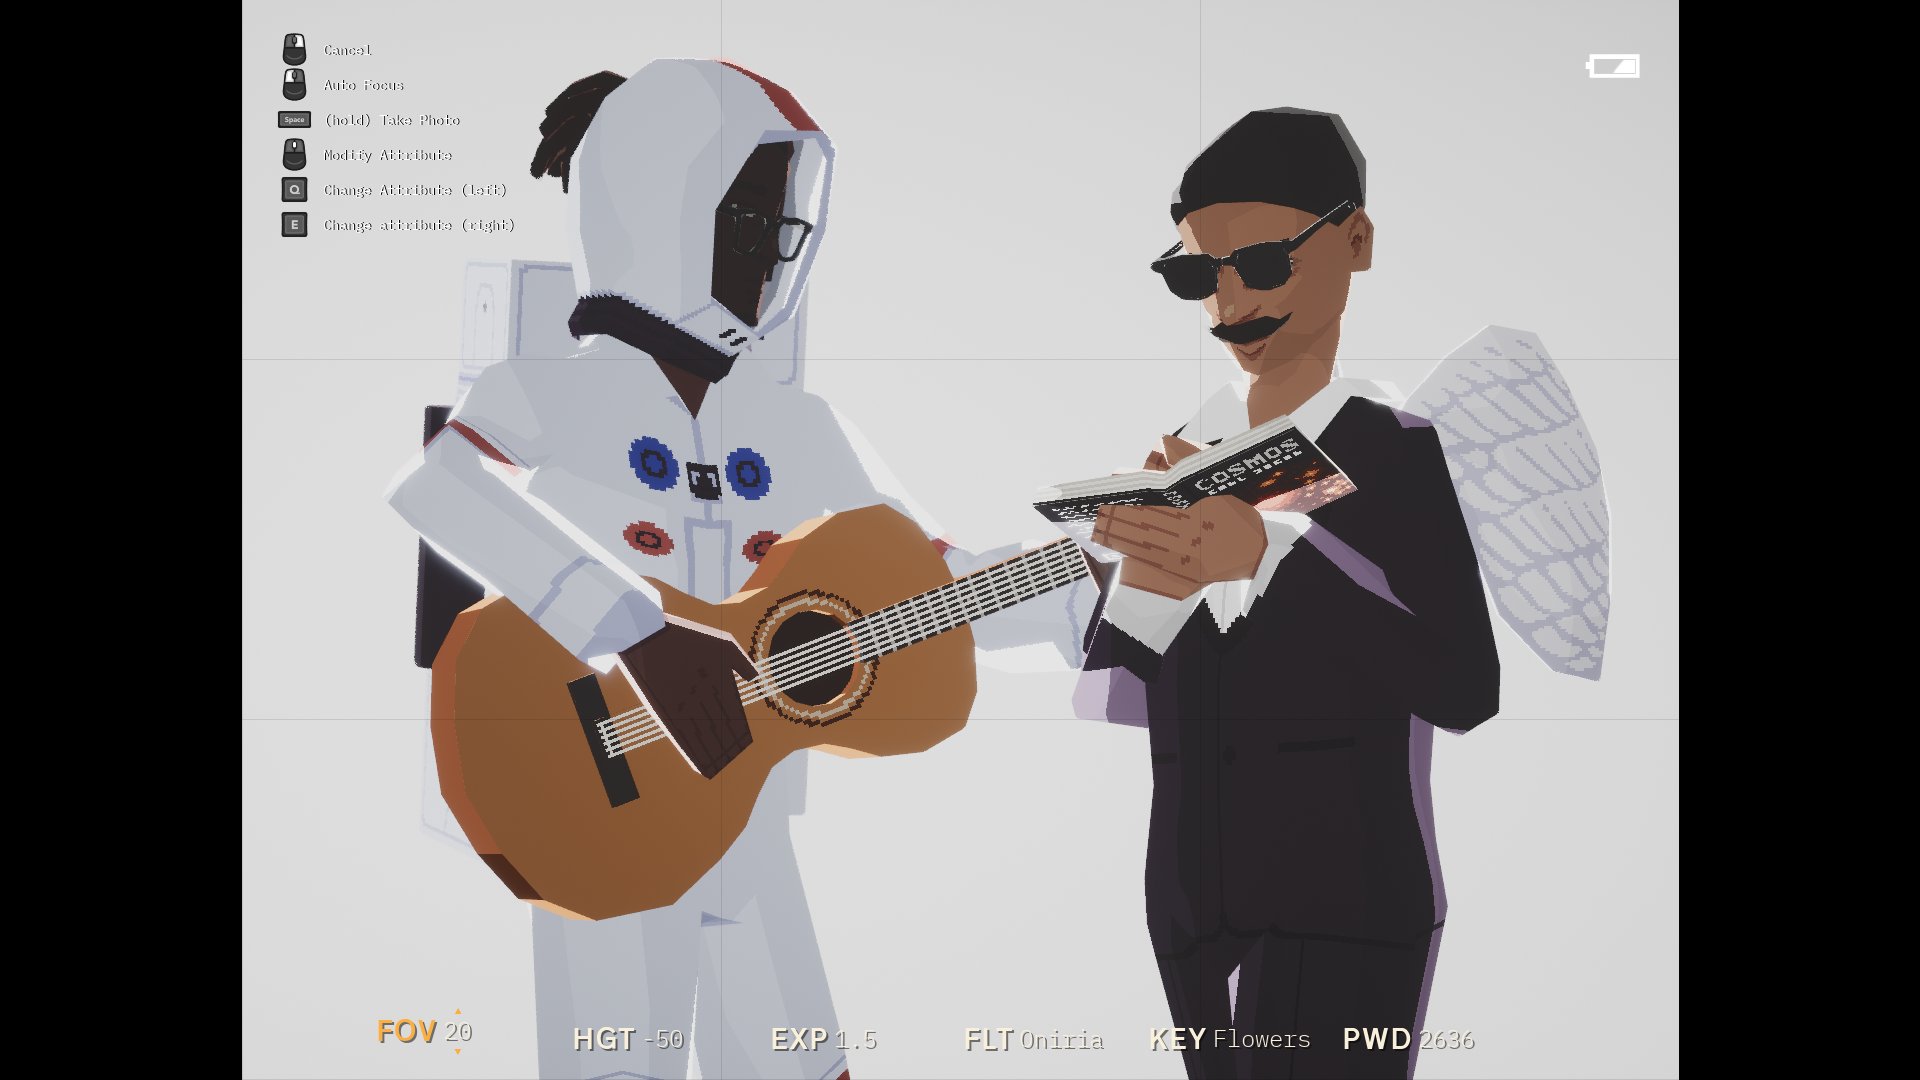 Cancel
Auto Focus
Space (hold) Take Photo
Modify Attribute
Q Change Attribute (left)
E Change attribute (right)
COSMOS
FOV 20
HGT -50
EXP 1.5
FLT Oniria
KEY Flowers
PWD 2636